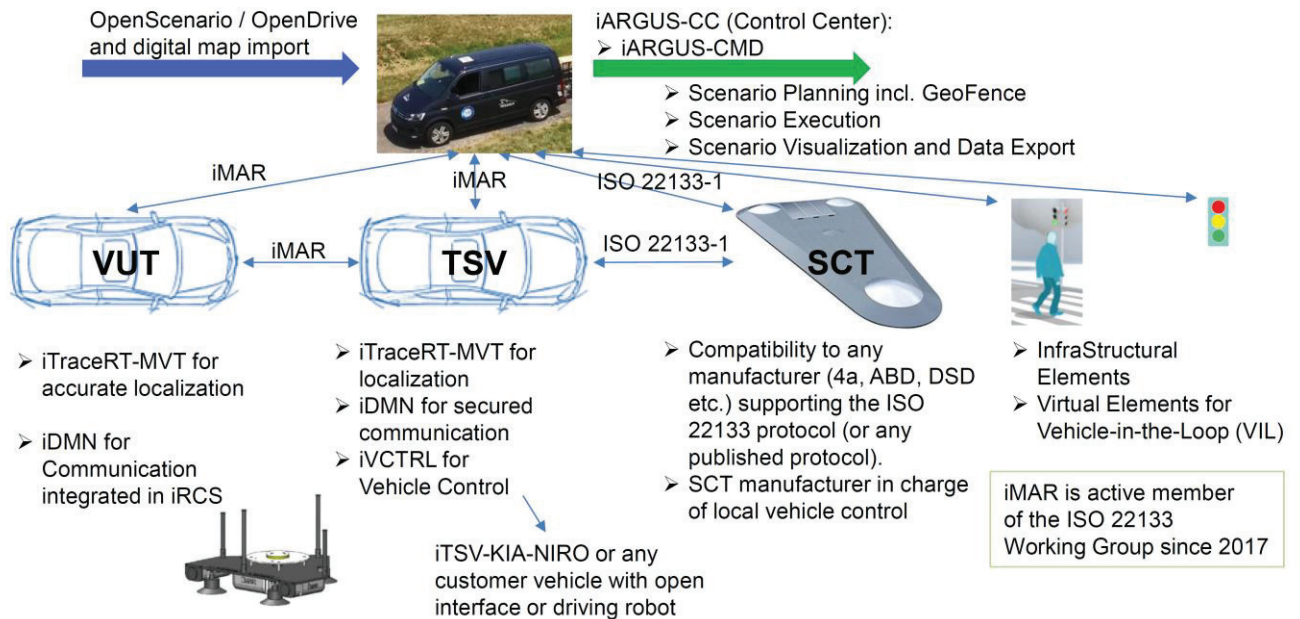 OpenScenario / OpenDrive
and digital map import
iARGUS-CC (Control Center):
➢ iARGUS-CMD
➢ Scenario Planning incl. GeoFence
➢ Scenario Execution
➢ Scenario Visualization and Data Export
iMAR
iMAR
ISO 22133-1
VUT
iMAR
TSV
ISO 22133-1
SCT
➢ iTraceRT-MVT for
accurate localization
➢ iDMN for
Communication
integrated in iRCS
➢ iTraceRT-MVT for
localization
➢ iDMN for secured
communication
➢ iVCTRL for
Vehicle Control
iTSV-KIA-NIRO or any
customer vehicle with open
interface or driving robot
➢ Compatibility to any
manufacturer (4a, ABD, DSD
etc.) supporting the ISO
22133 protocol (or any
published protocol).
➢ SCT manufacturer in charge
of local vehicle control
➢ InfraStructural
Elements
➢ Virtual Elements for
Vehicle-in-the-Loop (VIL)
iMAR is active member
of the ISO 22133
Working Group since 2017